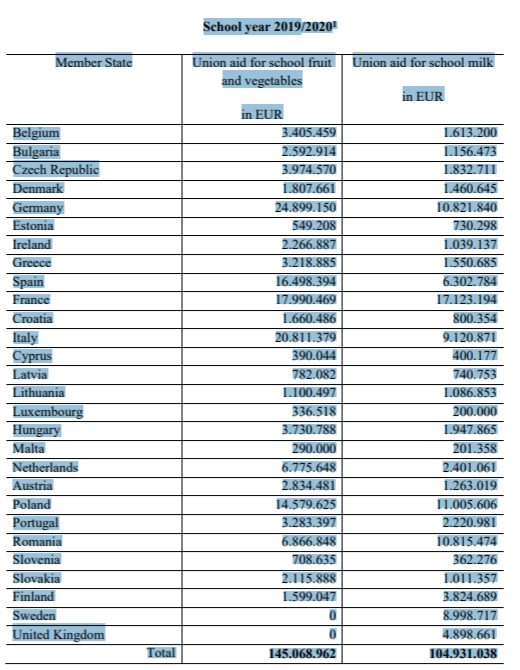 School year 2019/2020¹
Member State Union aid for school fruit and vegetables in EUR Union aid for school milk in EUR
Belgium 3.405.459 1.613.200
Bulgaria 2.592.914 1.156.473
Czech Republic 3.974.570 1.832.711
Denmark 1.807.661 1.460.645
Germany 24.899.150 10.821.840
Estonia 549.208 730.298
Ireland 2.266.887 1.039.137
Greece 3.218.885 1.550.685
Spain 16.498.394 6.302.784
France 17.990.469 17.123.194
Croatia 1.660.486 800.354
Italy 20.811.379 9.120.871
Cyprus 390.044 400.177
Latvia 782.082 740.753
Lithuania 1.100.497 1.086.853
Luxembourg 336.518 200.000
Hungary 3.730.788 1.947.865
Malta 290.000 201.358
Netherlands 6.775.648 2.401.061
Austria 2.834.481 1.263.019
Poland 14.579.625 11.005.606
Portugal 3.283.397 2.220.981
Romania 6.866.848 10.815.474
Slovenia 708.635 362.276
Slovakia 2.115.888 1.011.357
Finland 1.599.047 3.824.689
Sweden 0 8.998.717
United Kingdom 0 4.898.661
Total 145.068.962 104.931.038